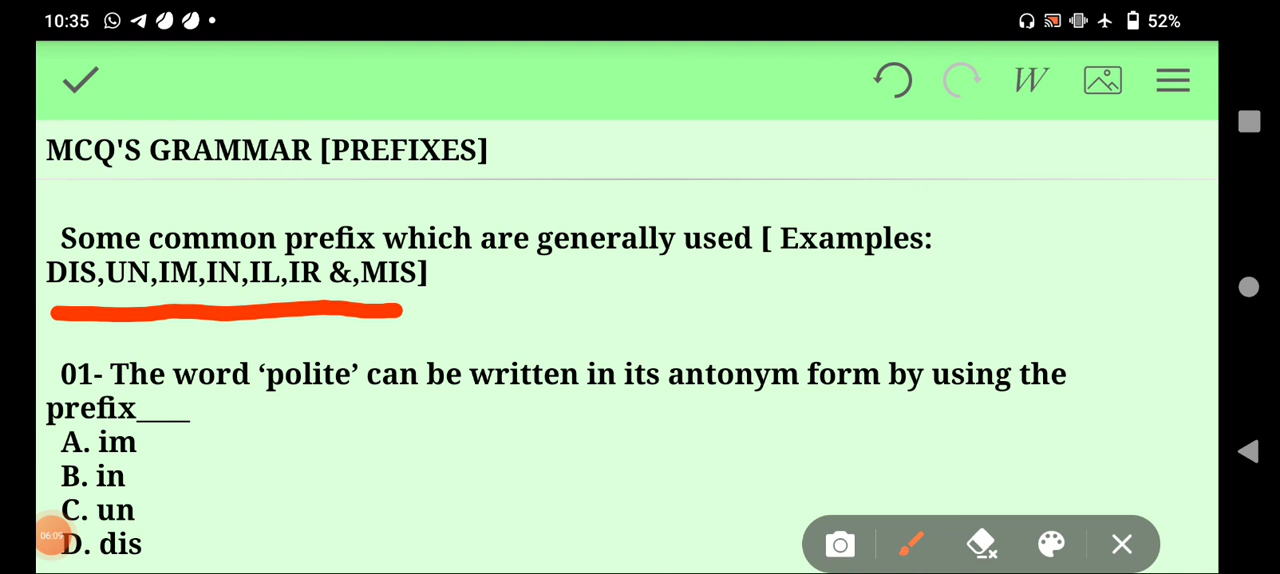 10:35
52%
W
MCQ'S GRAMMAR [PREFIXES]
Some common prefix which are generally used [ Examples:
DIS,UN,IM,IN,IL,IR &,MIS]
01- The word ‘polite’ can be written in its antonym form by using the
prefix____
A. im
B. in
C. un
D. dis
06:09